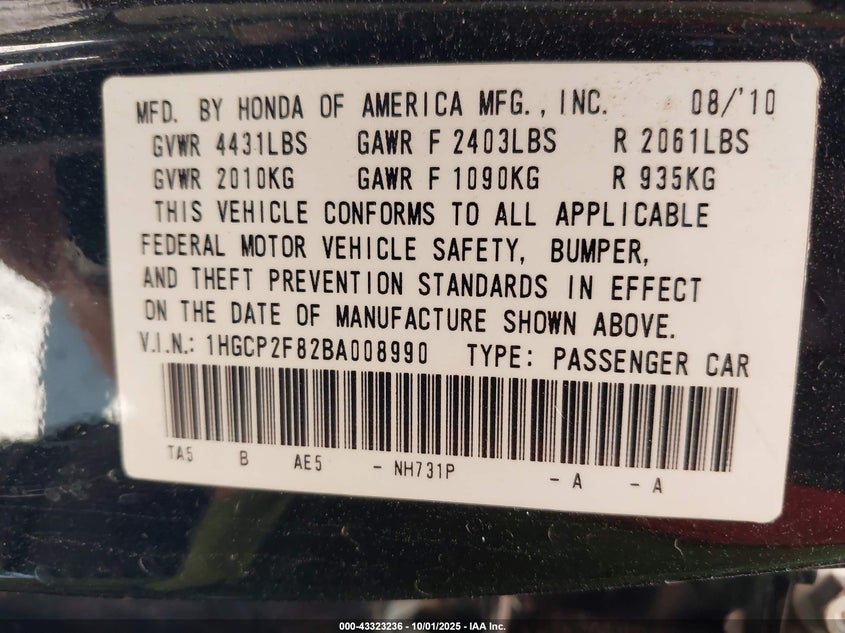 MFD. BY HONDA OF AMERICA MFG., INC. 08/'10
GVWR 4431LBS GAWR F 2403LBS R 2061LBS
GVWR 2010KG GAWR F 1090KG R 935KG
THIS VEHICLE CONFORMS TO ALL APPLICABLE
FEDERAL MOTOR VEHICLE SAFETY, BUMPER,
AND THEFT PREVENTION STANDARDS IN EFFECT
ON THE DATE OF MANUFACTURE SHOWN ABOVE.
V.I.N.: 1HGCP2F82BA008990 TYPE: PASSENGER CAR
TA5 B AE5 - NH731P - A - A
000-43323236 - 10/01/2025 - IAA Inc.